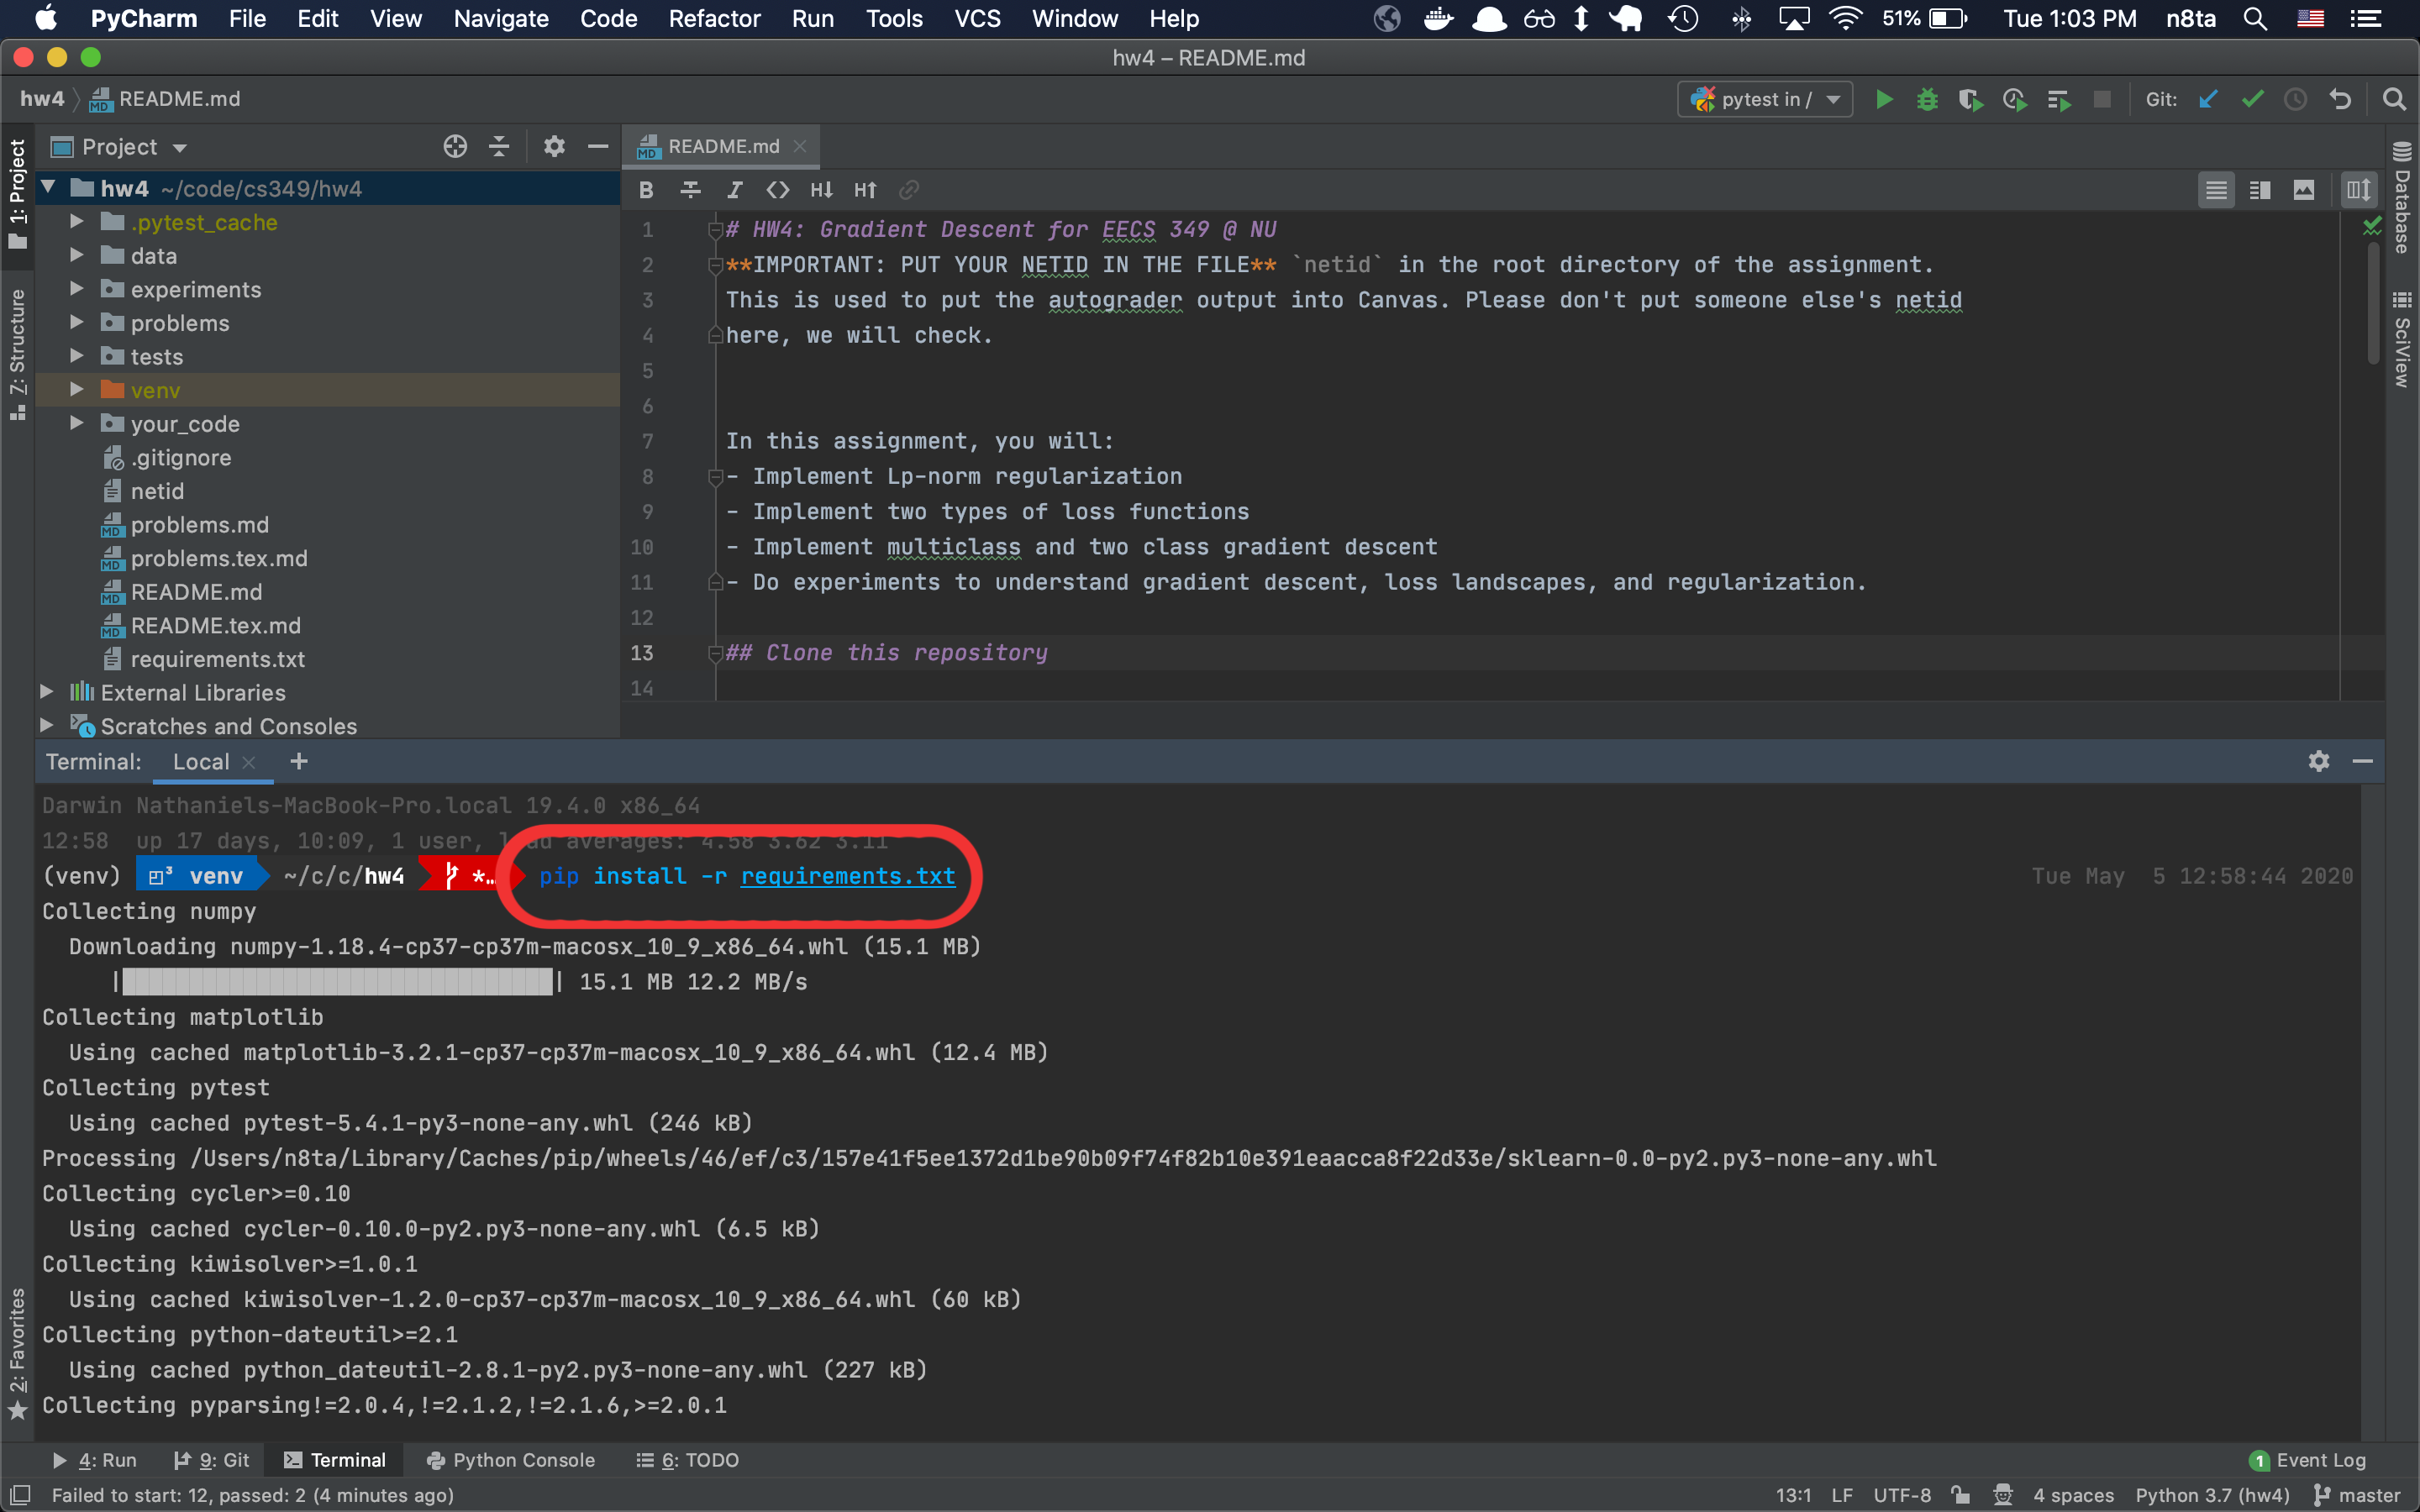 PyCharm File Edit View Navigate Code Refactor Run Tools VCS Window Help 51% Tue 1:03 PM n8ta
hw4 – README.md
hw4 README.md pytest in / Git:
1: Project
Project
README.md
hw4 ~/code/cs349/hw4
.pytest_cache
data
experiments
problems
tests
venv
your_code
.gitignore
netid
problems.md
problems.tex.md
README.md
README.tex.md
requirements.txt
External Libraries
Scratches and Consoles
Z: Structure
2: Favorites
B I H↓ H↑
1 # HW4: Gradient Descent for EECS 349 @ NU
2 **IMPORTANT: PUT YOUR NETID IN THE FILE** `netid` in the root directory of the assignment.
3 This is used to put the autograder output into Canvas. Please don't put someone else's netid
4 here, we will check.
5
6
7 In this assignment, you will:
8 - Implement Lp-norm regularization
9 - Implement two types of loss functions
10 - Implement multiclass and two class gradient descent
11 - Do experiments to understand gradient descent, loss landscapes, and regularization.
12
13 ## Clone this repository
14
Database
SciView
Terminal: Local +
Darwin Nathaniels-MacBook-Pro.local 19.4.0 x86_64
12:58 up 17 days, 10:09, 1 user, averages: 4.58 3.62 3.11
(venv) venv ~/c/c/hw4 *… pip install -r requirements.txt Tue May 5 12:58:44 2020
Collecting numpy
Downloading numpy-1.18.4-cp37-cp37m-macosx_10_9_x86_64.whl (15.1 MB)
| | 15.1 MB 12.2 MB/s
Collecting matplotlib
Using cached matplotlib-3.2.1-cp37-cp37m-macosx_10_9_x86_64.whl (12.4 MB)
Collecting pytest
Using cached pytest-5.4.1-py3-none-any.whl (246 kB)
Processing /Users/n8ta/Library/Caches/pip/wheels/46/ef/c3/157e41f5ee1372d1be90b09f74f82b10e391eaacca8f22d33e/sklearn-0.0-py2.py3-none-any.whl
Collecting cycler>=0.10
Using cached cycler-0.10.0-py2.py3-none-any.whl (6.5 kB)
Collecting kiwisolver>=1.0.1
Using cached kiwisolver-1.2.0-cp37-cp37m-macosx_10_9_x86_64.whl (60 kB)
Collecting python-dateutil>=2.1
Using cached python_dateutil-2.8.1-py2.py3-none-any.whl (227 kB)
Collecting pyparsing!=2.0.4,!=2.1.2,!=2.1.6,>=2.0.1
4: Run 9: Git Terminal Python Console 6: TODO 1 Event Log
Failed to start: 12, passed: 2 (4 minutes ago) 13:1 LF UTF-8 4 spaces Python 3.7 (hw4) master